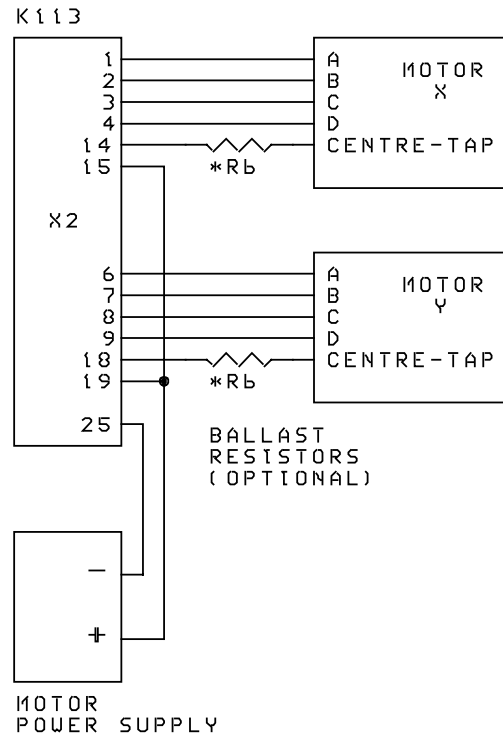 K113
1 A
2 B
3 C
4 D
14 CENTRE-TAP
15 *Rb
MOTOR
X
X2
6 A
7 B
8 C
9 D
18 CENTRE-TAP
19 *Rb
MOTOR
Y
25
BALLAST
RESISTORS
(OPTIONAL)
−
+
MOTOR
POWER SUPPLY